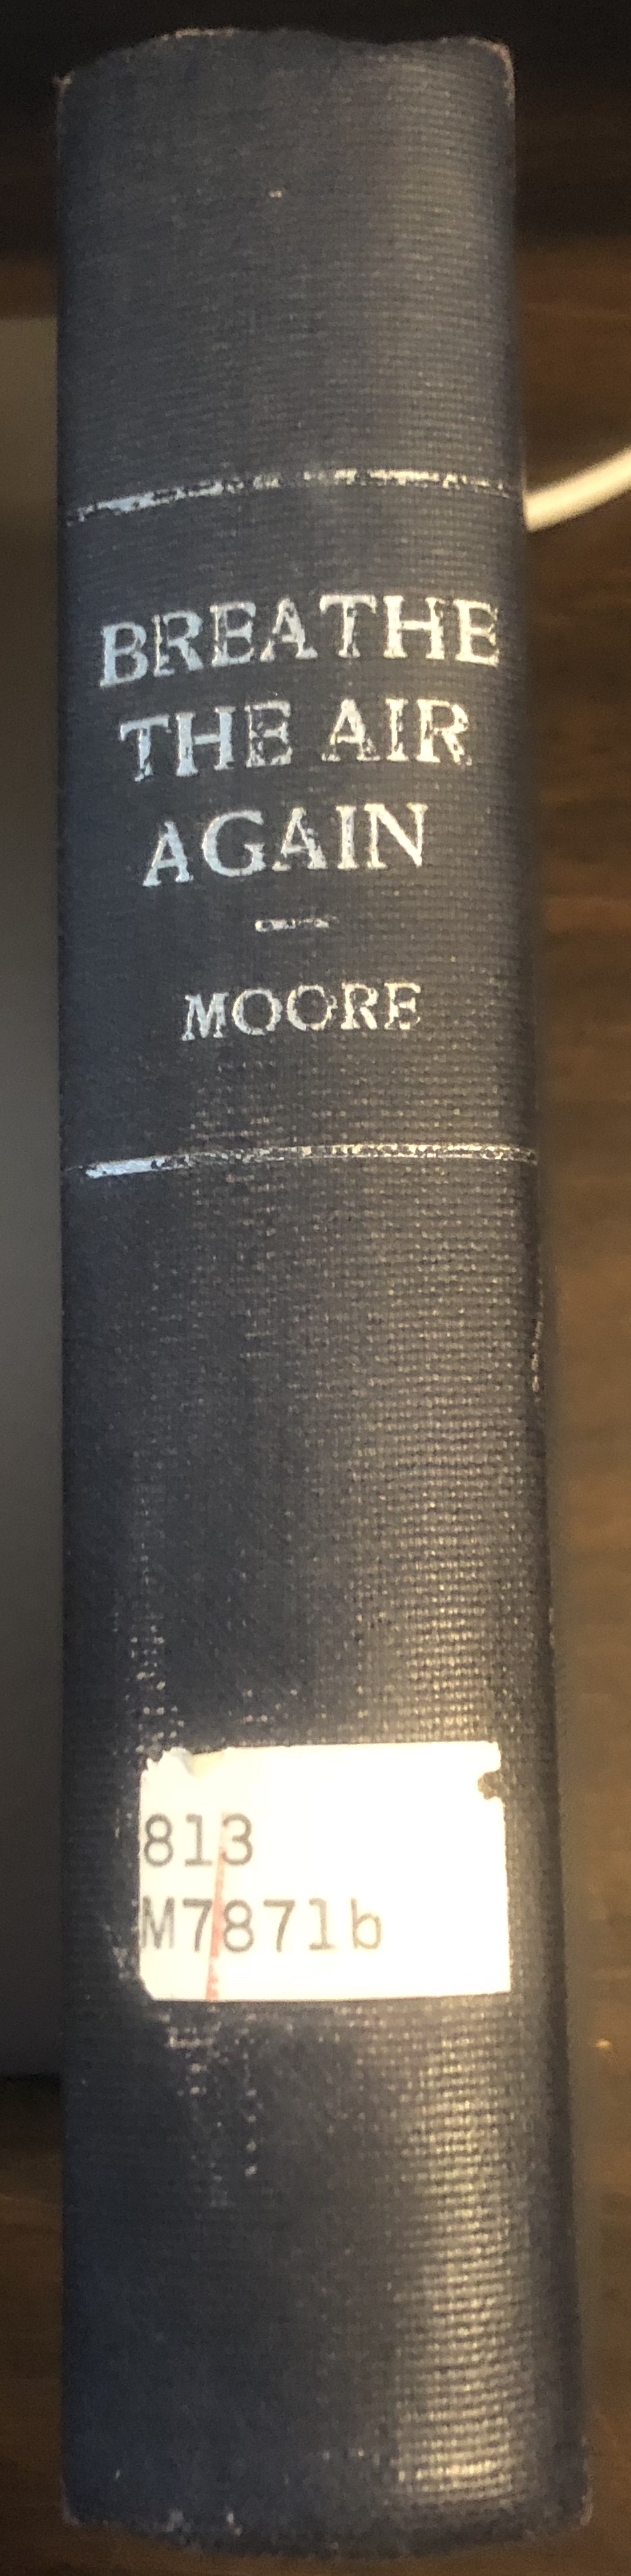 BREATHE
THE AIR
AGAIN
MOORE
813
M7871b